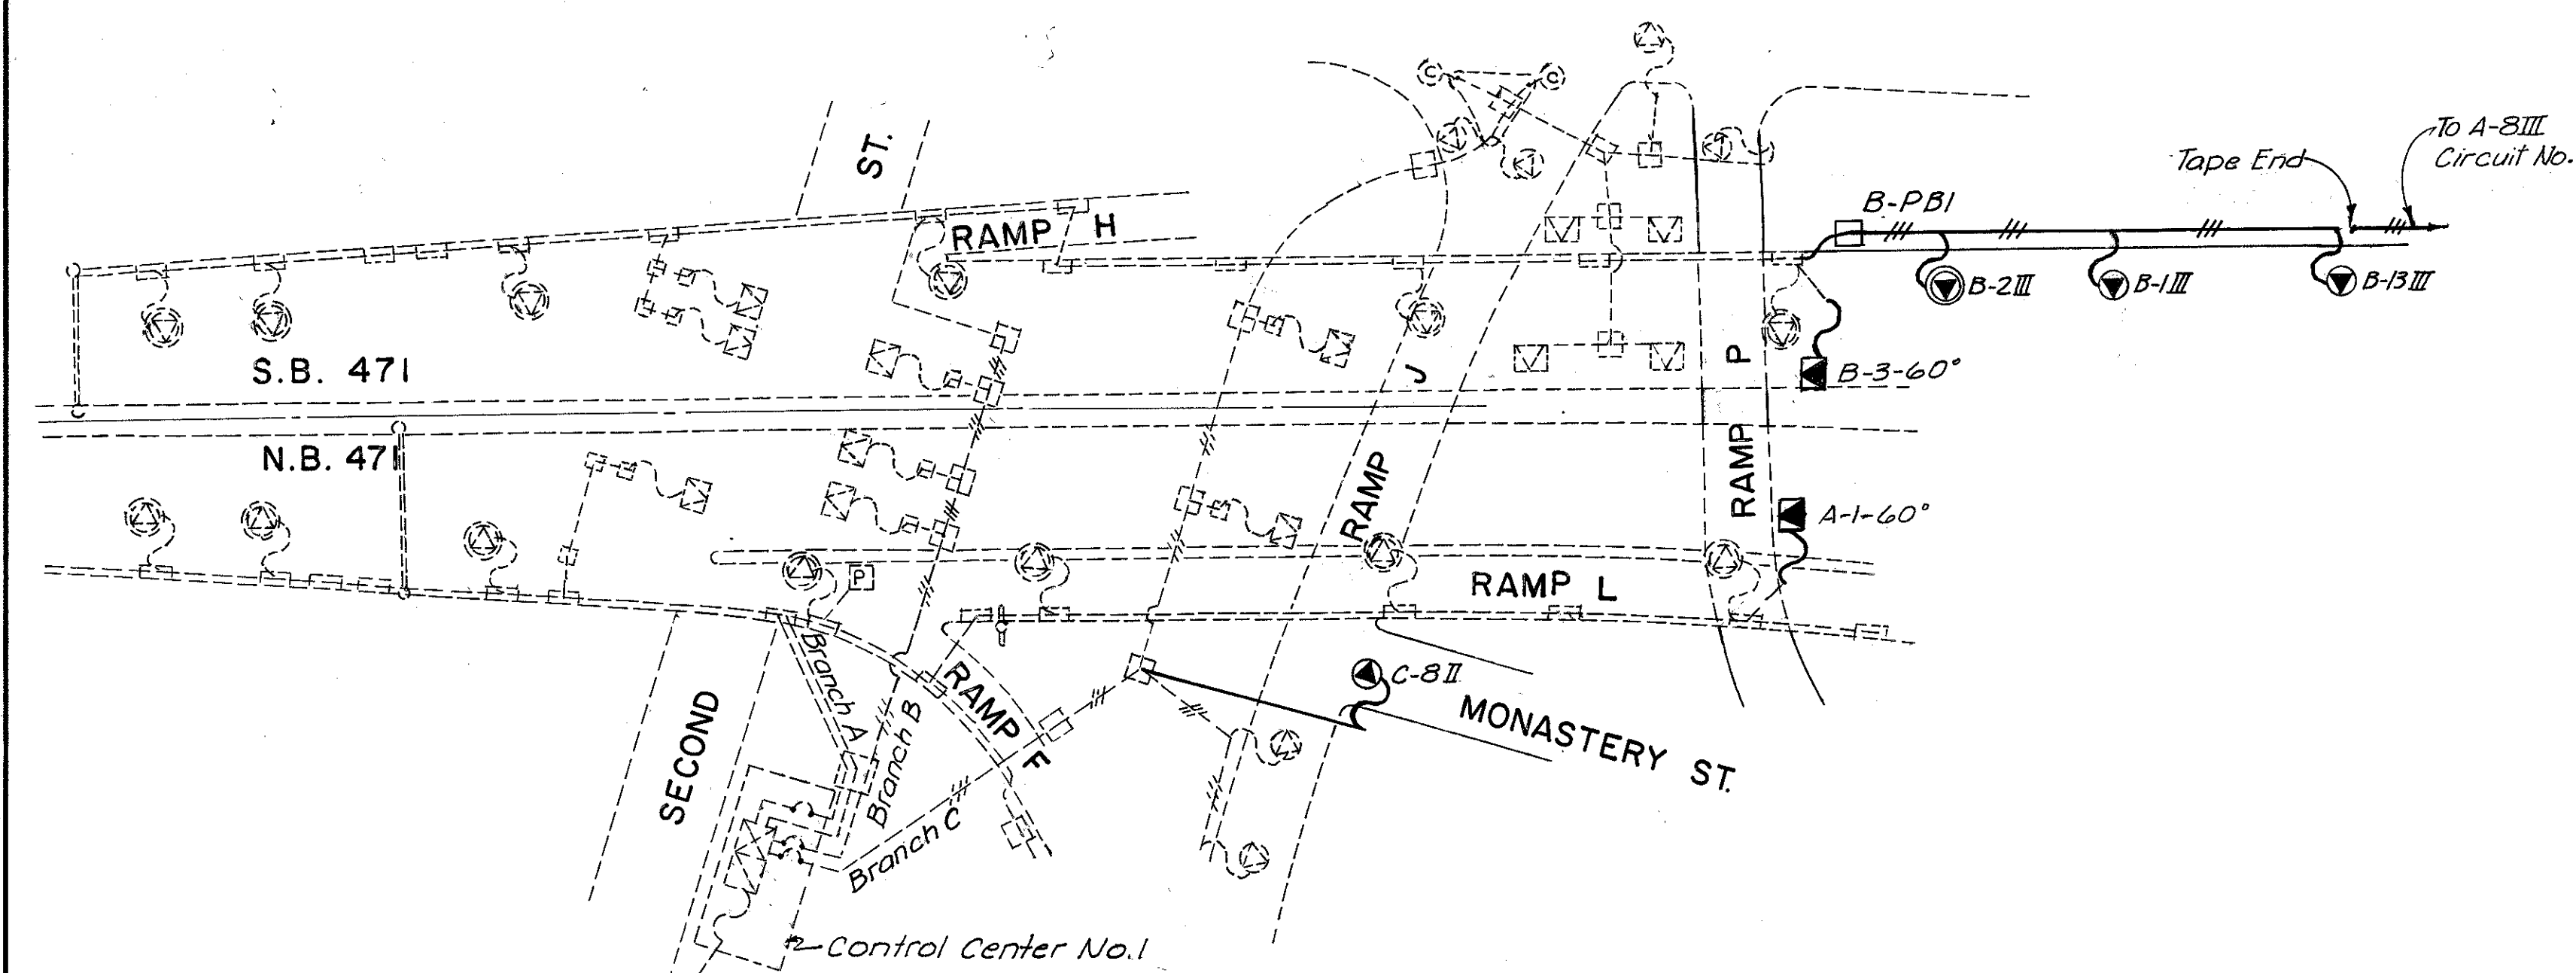 ST.
To A-8III
Circuit No.
Tape End
B-PB1
RAMP H
B-2III
B-1III
B-13III
S.B. 471
J
P
B-3-60°
N.B. 471
RAMP
RAMP
A-1-60°
P
RAMP L
Branch A
Branch B
RAMP F
C-8II
MONASTERY ST.
SECOND
Branch C
Control Center No.1
C
C